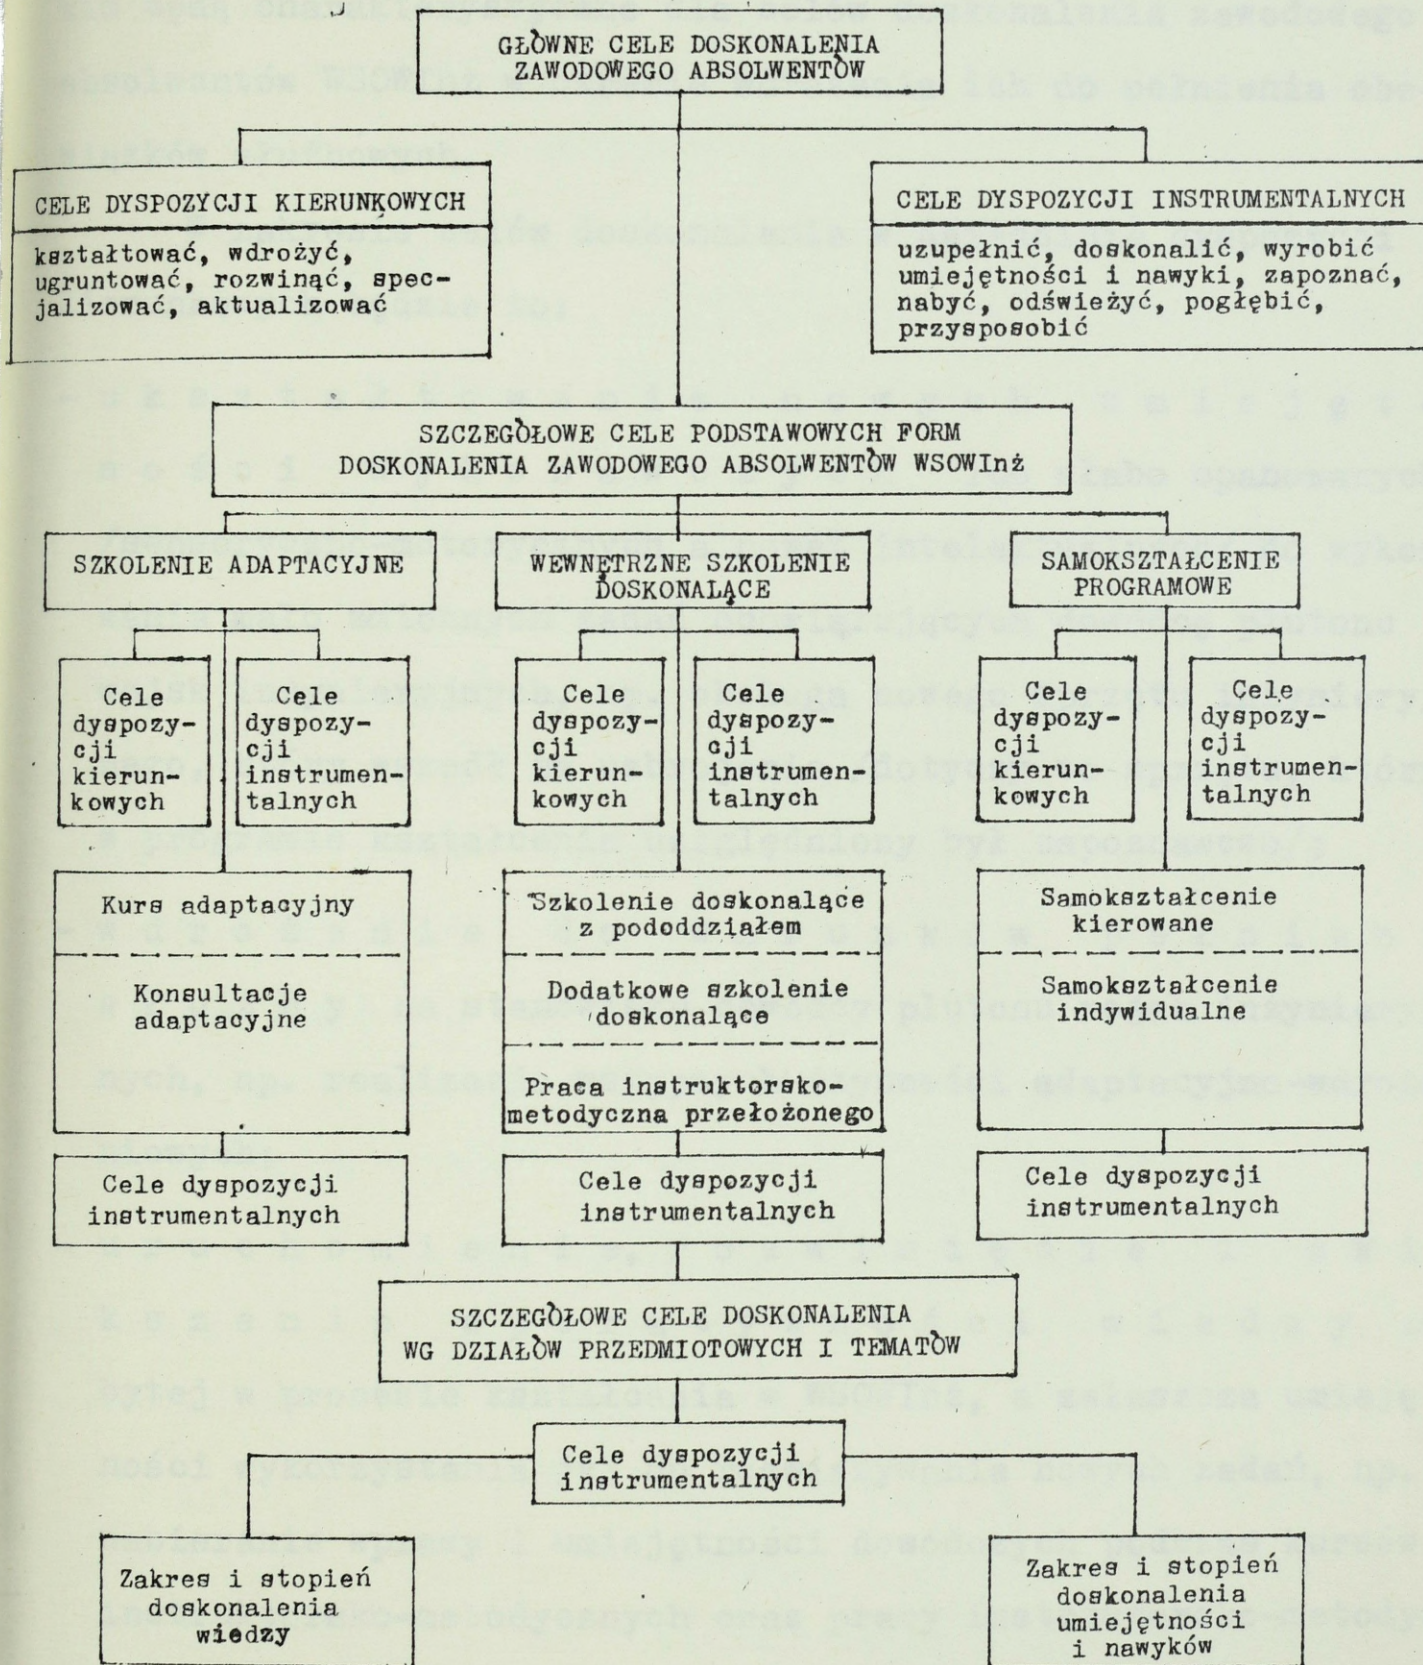 GŁÓWNE CELE DOSKONALENIA
ZAWODOWEGO ABSOLWENTÓW
CELE DYSPOZYCJI KIERUNKOWYCH
kształtować, wdrożyć,
ugruntować, rozwinąć, spec-
jalizować, aktualizować
CELE DYSPOZYCJI INSTRUMENTALNYCH
uzupełnić, doskonalić, wyrobić
umiejętności i nawyki, zapoznać,
nabyć, odświeżyć, pogłębić,
przysposobić
SZCZEGÓŁOWE CELE PODSTAWOWYCH FORM
DOSKONALENIA ZAWODOWEGO ABSOLWENTÓW WSOWInż
SZKOLENIE ADAPTACYJNE
WEWNĘTRZNE SZKOLENIE
DOSKONALĄCE
SAMOKSZTAŁCENIE
PROGRAMOWE
Cele
dyspozy-
cji
kierun-
kowych
Cele
dyspozy-
cji
instrumen-
talnych
Cele
dyspozy-
cji
kierun-
kowych
Cele
dyspozy-
cji
instrumen-
talnych
Cele
dyspozy-
cji
kierun-
kowych
Cele
dyspozy-
cji
instrumen-
talnych
Kurs adaptacyjny
Konsultacje
adaptacyjne
Szkolenie doskonalące
z pododdziałem
Dodatkowe szkolenie
doskonalące
Praca instruktorsko-
metodyczna przełożonego
Samokształcenie
kierowane
Samokształcenie
indywidualne
Cele dyspozycji
instrumentalnych
Cele dyspozycji
instrumentalnych
Cele dyspozycji
instrumentalnych
SZCZEGÓŁOWE CELE DOSKONALENIA
WG DZIAŁÓW PRZEDMIOTOWYCH I TEMATÓW
Cele dyspozycji
instrumentalnych
Zakres i stopień
doskonalenia
wiedzy
Zakres i stopień
doskonalenia
umiejętności
i nawyków